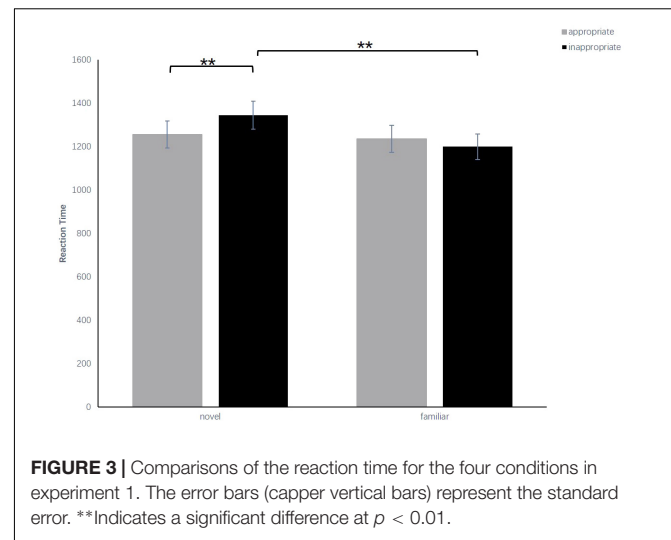 appropriate
inappropriate
** **
1600
1400
1200
1000
800
600
400
200
0
Reaction Time
novel familiar
FIGURE 3 | Comparisons of the reaction time for the four conditions in
experiment 1. The error bars (capper vertical bars) represent the standard
error. **Indicates a significant difference at p < 0.01.